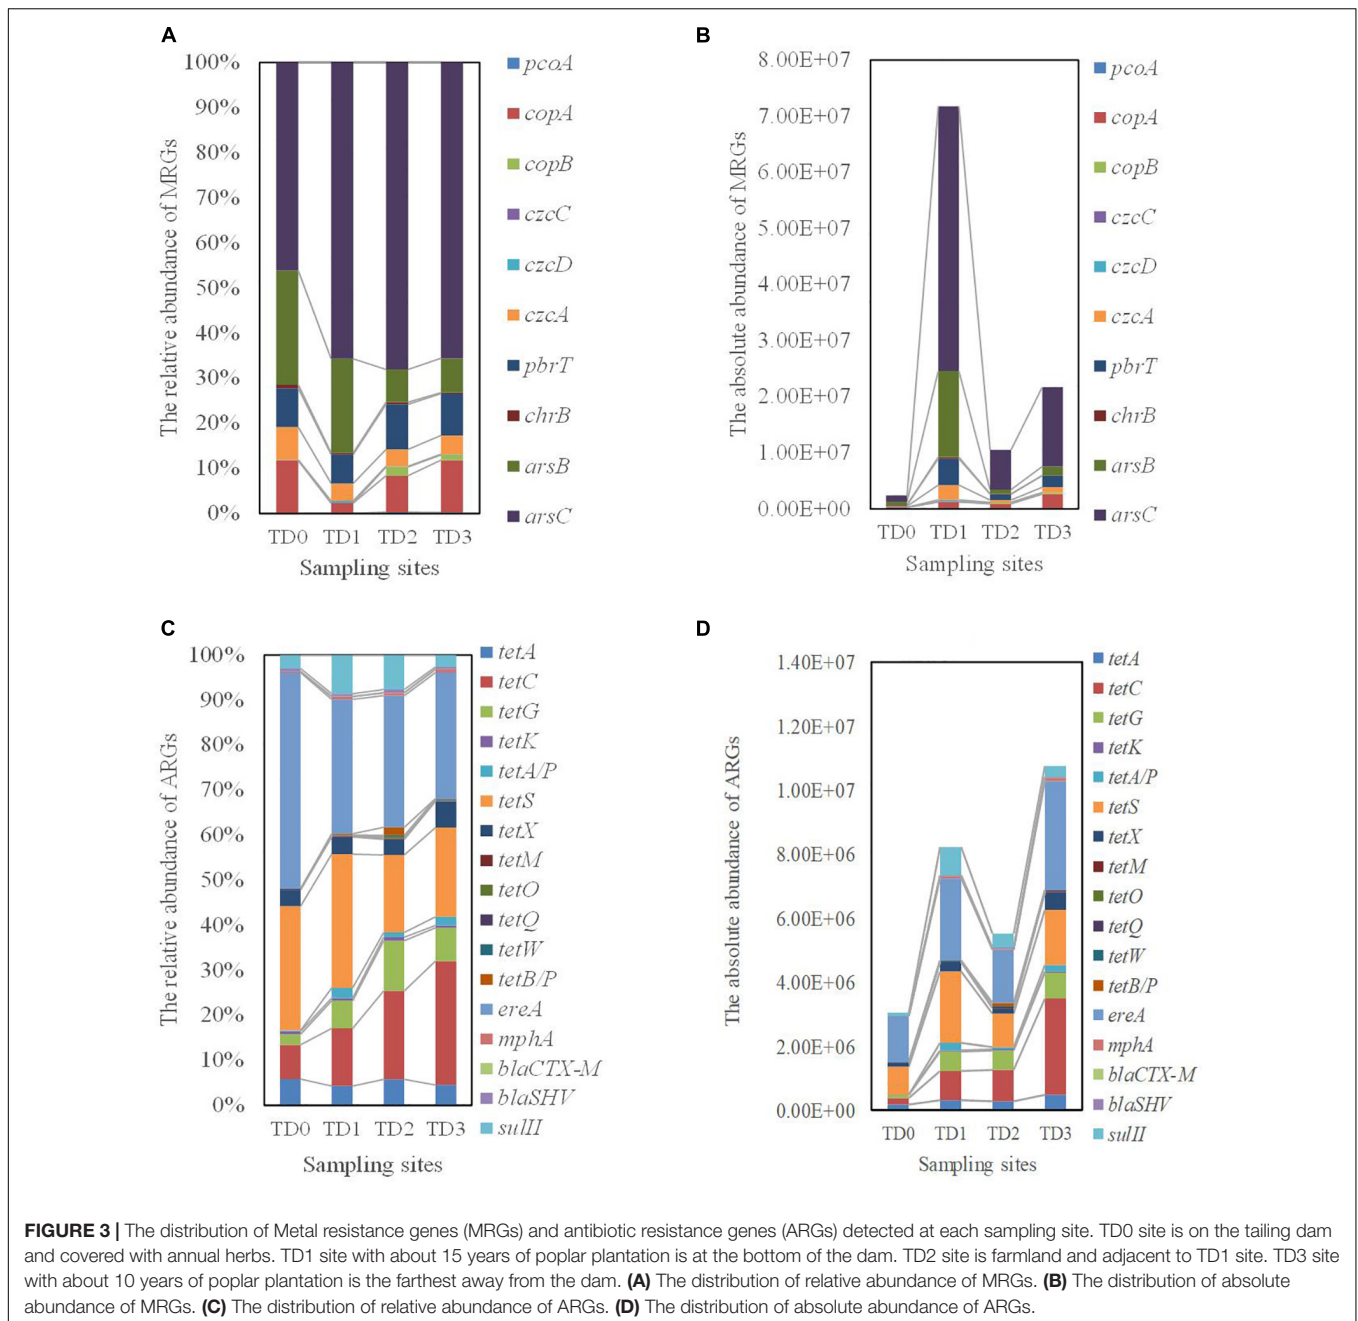 A
100%
90%
80%
70%
60%
50%
40%
30%
20%
10%
0%
The relative abundance of MRGs
TD0 TD1 TD2 TD3
Sampling sites
pcoA
copA
copB
czcC
czcD
czcA
pbrT
chrB
arsB
arsC
B
8.00E+07
7.00E+07
6.00E+07
5.00E+07
4.00E+07
3.00E+07
2.00E+07
1.00E+07
0.00E+00
The absolute abundance of MRGs
TD0 TD1 TD2 TD3
Sampling sites
pcoA
copA
copB
czcC
czcD
czcA
pbrT
chrB
arsB
arsC
C
100%
90%
80%
70%
60%
50%
40%
30%
20%
10%
0%
The relative abundance of ARGs
TD0 TD1 TD2 TD3
Sampling sites
tetA
tetC
tetG
tetK
tetA/P
tetS
tetX
tetM
tetO
tetQ
tetW
tetB/P
ereA
mphA
blaCTX-M
blaSHV
sulII
D
1.40E+07
1.20E+07
1.00E+07
8.00E+06
6.00E+06
4.00E+06
2.00E+06
0.00E+00
The absolute abundance of ARGs
TD0 TD1 TD2 TD3
Sampling sites
tetA
tetC
tetG
tetK
tetA/P
tetS
tetX
tetM
tetO
tetQ
tetW
tetB/P
ereA
mphA
blaCTX-M
blaSHV
sulII
FIGURE 3 | The distribution of Metal resistance genes (MRGs) and antibiotic resistance genes (ARGs) detected at each sampling site. TD0 site is on the tailing dam
and covered with annual herbs. TD1 site with about 15 years of poplar plantation is at the bottom of the dam. TD2 site is farmland and adjacent to TD1 site. TD3 site
with about 10 years of poplar plantation is the farthest away from the dam. (A) The distribution of relative abundance of MRGs. (B) The distribution of absolute
abundance of MRGs. (C) The distribution of relative abundance of ARGs. (D) The distribution of absolute abundance of ARGs.